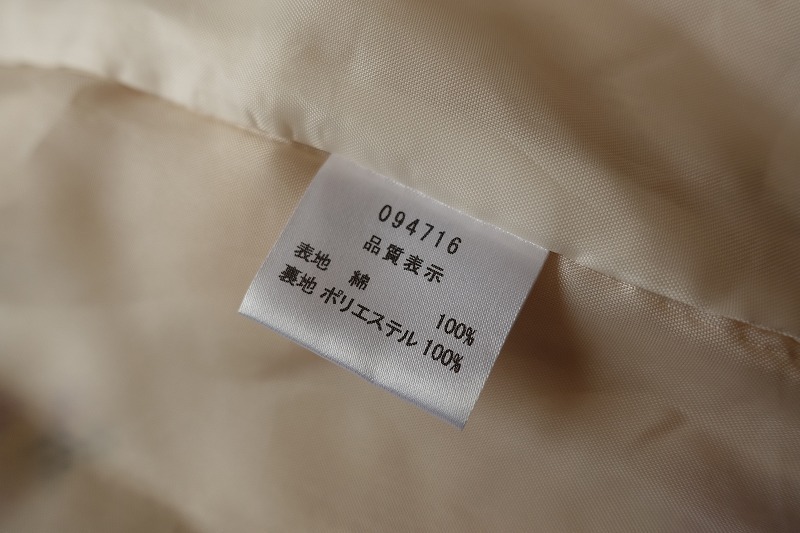 094716
品質表示
表地 綿 100%
裏地 ポリエステル 100%